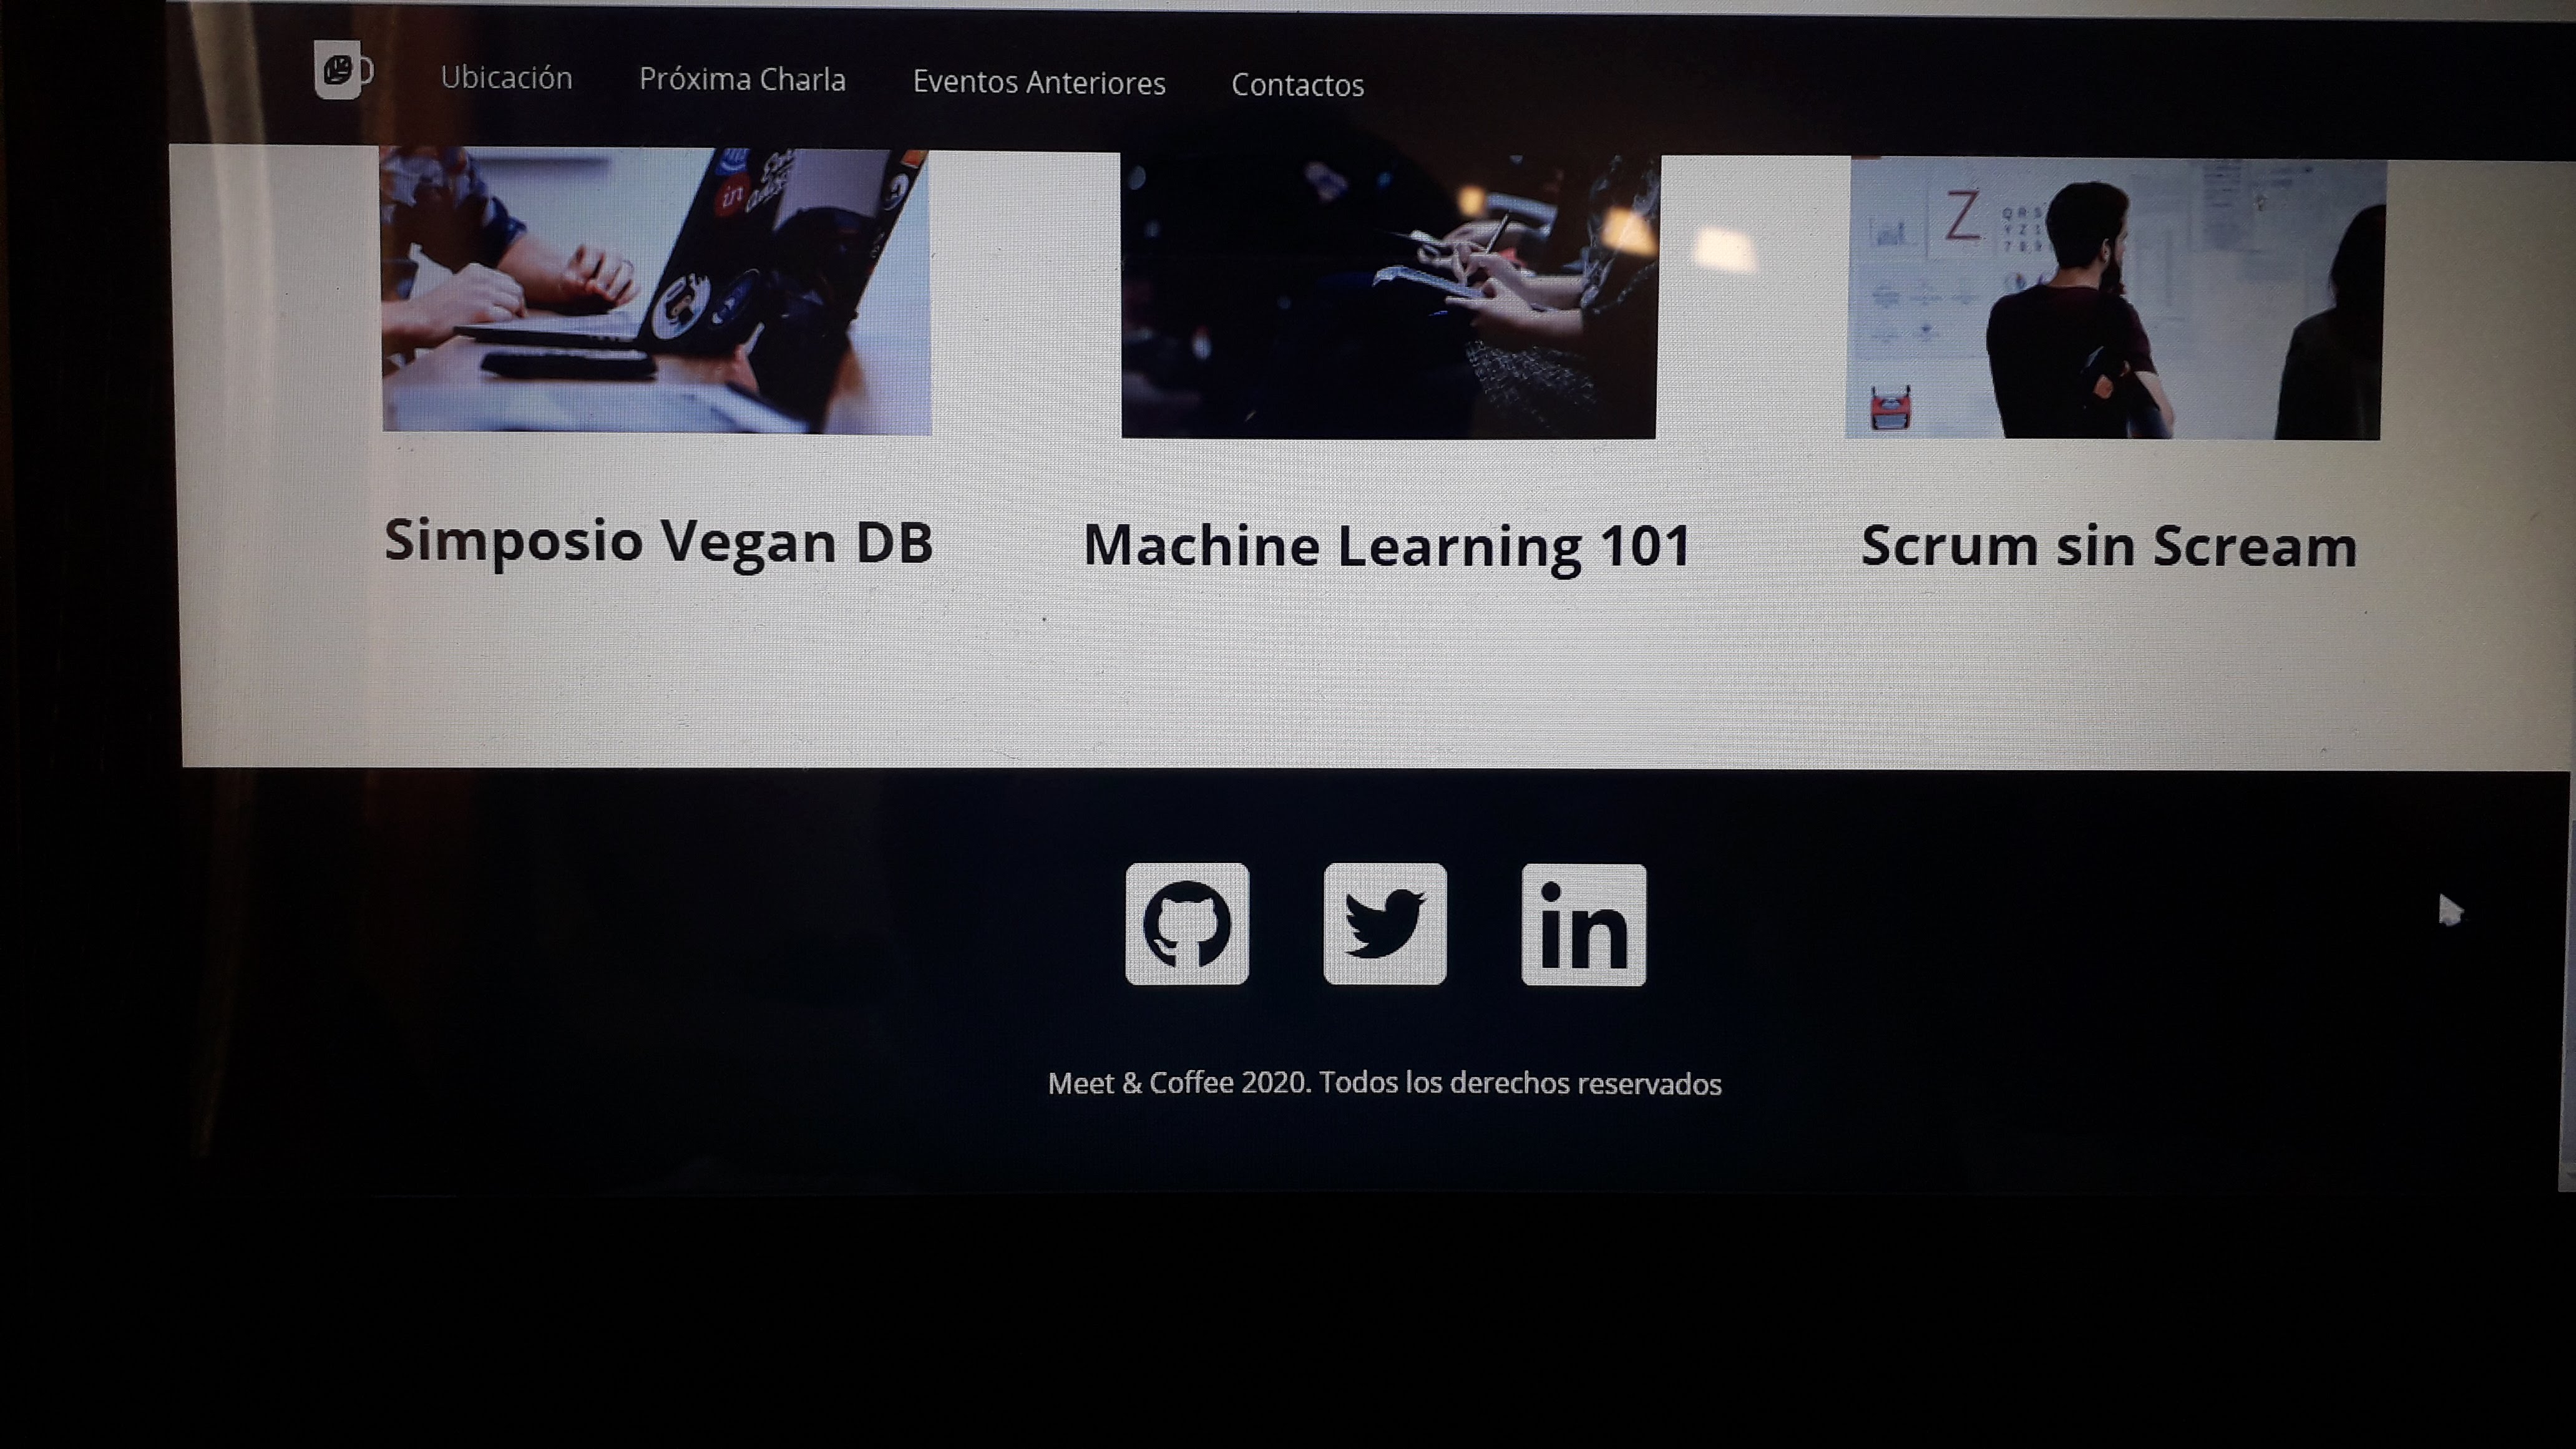 Ubicación Próxima Charla Eventos Anteriores Contactos
in
Z
Simposio Vegan DB
Machine Learning 101
Scrum sin Scream
in
Meet & Coffee 2020. Todos los derechos reservados